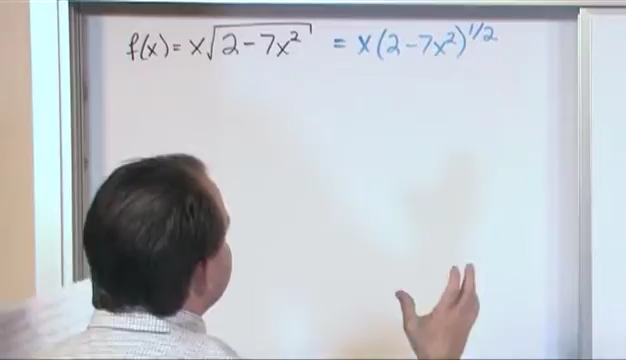 f(x) = x√(2 - 7x²) = x(2 - 7x²)^1/2